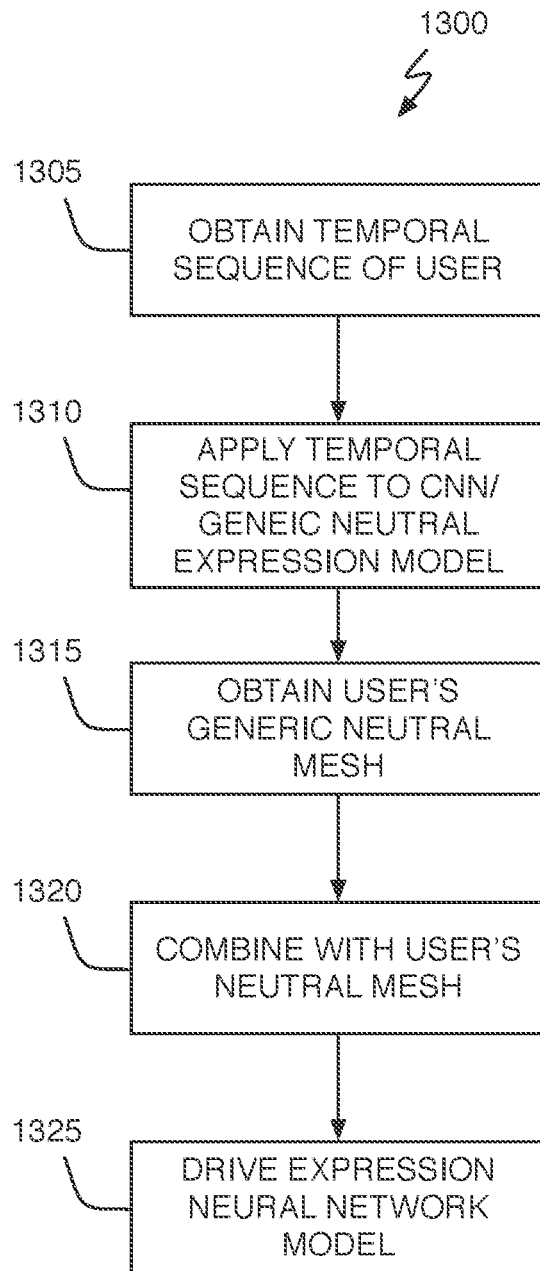 1300
1305
OBTAIN TEMPORAL
SEQUENCE OF USER
1310
APPLY TEMPORAL
SEQUENCE TO CNN/
GENEIC NEUTRAL
EXPRESSION MODEL
1315
OBTAIN USER'S
GENERIC NEUTRAL
MESH
1320
COMBINE WITH USER'S
NEUTRAL MESH
1325
DRIVE EXPRESSION
NEURAL NETWORK
MODEL